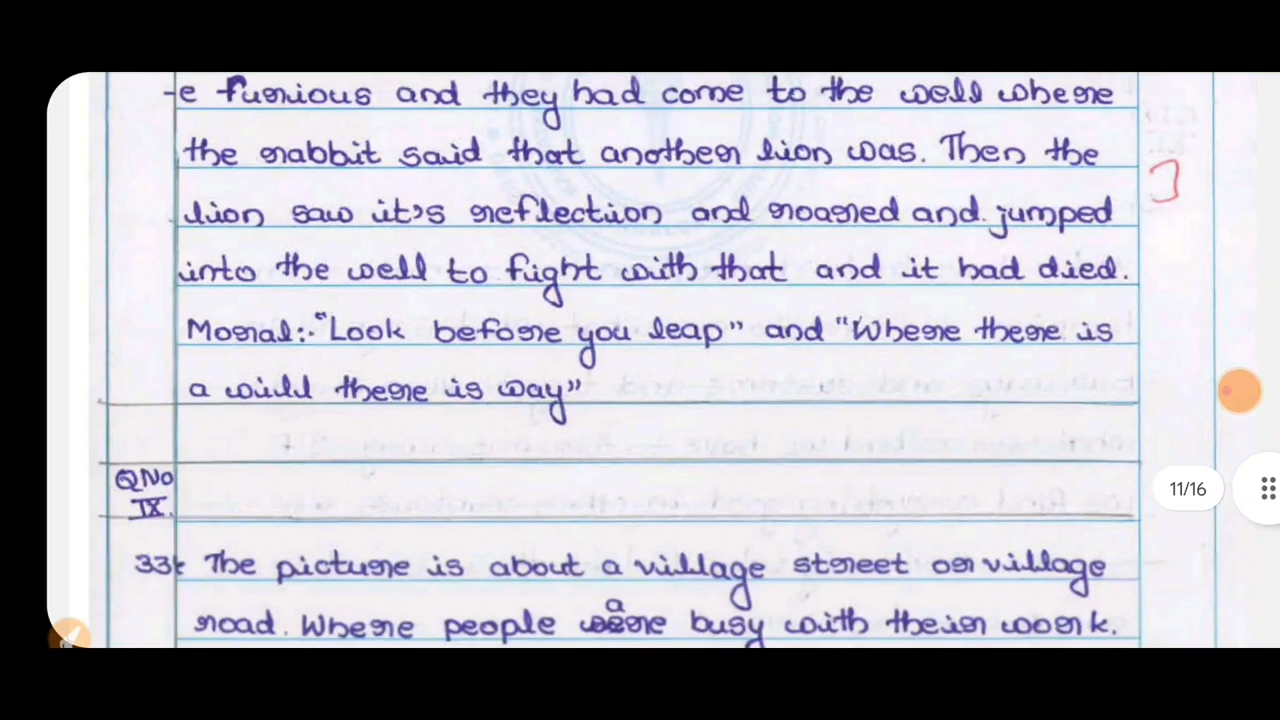 -e furious and they had come to the well where
the rabbit said that another lion was. Then the
lion saw it's reflection and roared and jumped
into the well to fight with that and it had died.
Moral:- "Look before you leap" and "Where there is
a will there is way"
Q No
IX.
33. The picture is about a village street or village
road. Where people are busy with their work.
3
11/16